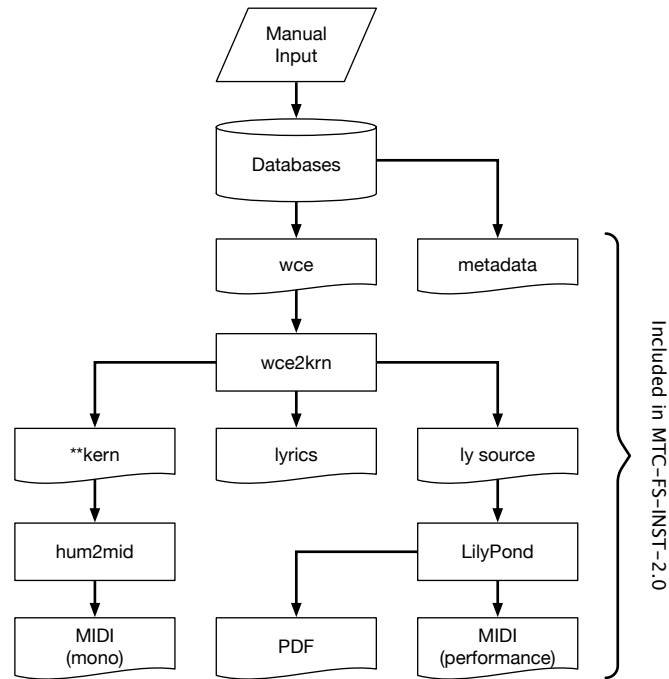 Manual
Input
Databases
wce
metadata
wce2krn
**kern
lyrics
ly source
hum2mid
LilyPond
MIDI
(mono)
PDF
MIDI
(performance)
Included in MTC−FS−INST−2.0